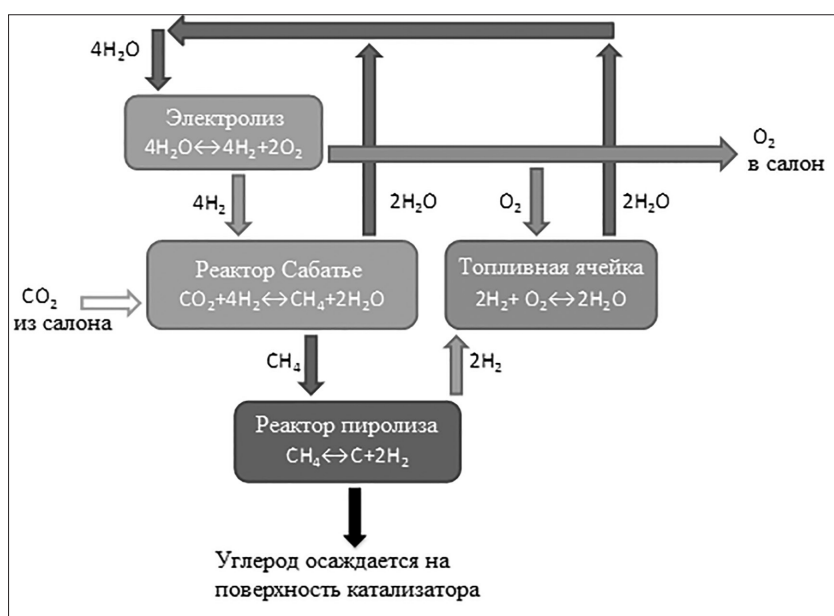 4H₂O
Электролиз
4H₂O↔4H₂+2O₂
O₂
в салон
4H₂
2H₂O
O₂
2H₂O
Реактор Сабатье
CO₂+4H₂↔CH₄+2H₂O
Топливная ячейка
2H₂+ O₂↔2H₂O
CO₂
из салона
CH₄
2H₂
Реактор пиролиза
CH₄↔C+2H₂
Углерод осаждается на
поверхность катализатора